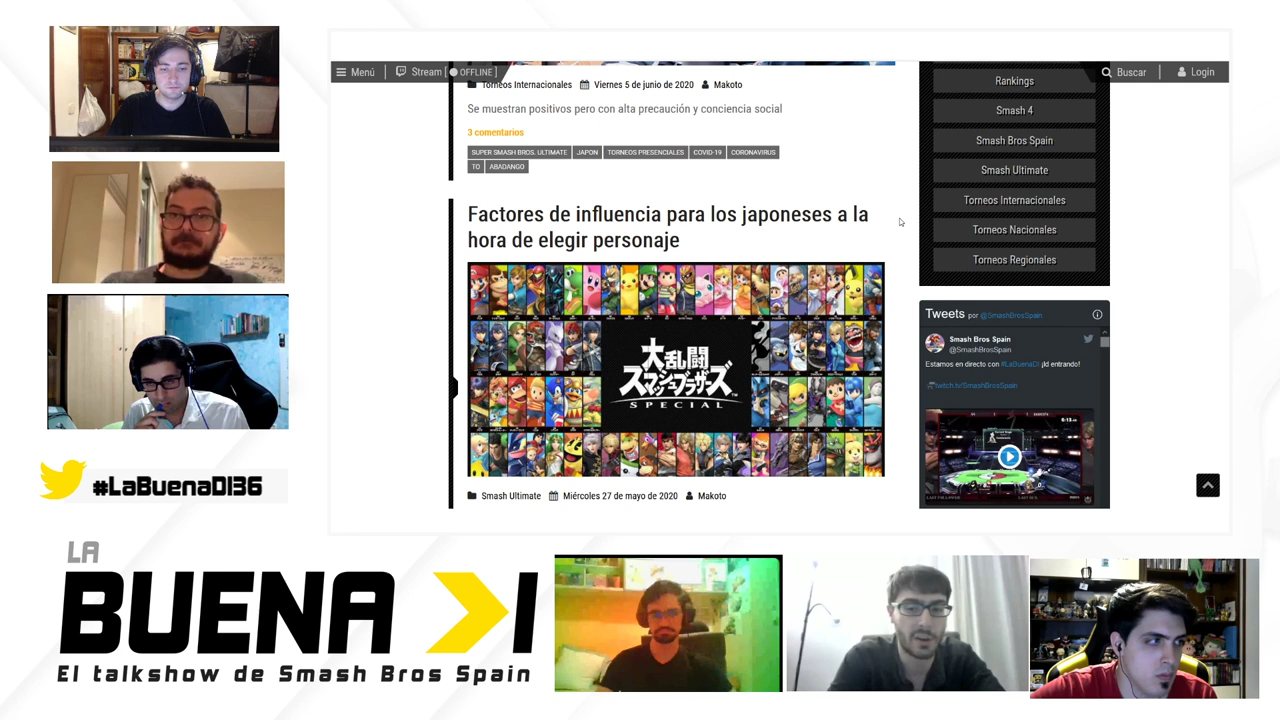 Menú
Stream [ OFFLINE ]
Buscar
Login
Torneos Internacionales Viernes 5 de junio de 2020 Makoto
Se muestran positivos pero con alta precaución y conciencia social
3 comentarios
SUPER SMASH BROS. ULTIMATE JAPON TORNEOS PRESENCIALES COVID-19 CORONAVIRUS
TO ABADANGO
Factores de influencia para los japoneses a la
hora de elegir personaje
大乱闘
スマッシュブラザーズ
SPECIAL
Smash Ultimate Miércoles 27 de mayo de 2020 Makoto
Rankings
Smash 4
Smash Bros Spain
Smash Ultimate
Torneos Internacionales
Torneos Nacionales
Torneos Regionales
Tweets por @SmashBrosSpain
Smash Bros Spain
@SmashBrosSpain
Estamos en directo con #LaBuenaDI ¡Id entrando!
twitch.tv/SmashBrosSpain
#LaBuenaDI36
LA
BUENA DI
El talkshow de Smash Bros Spain